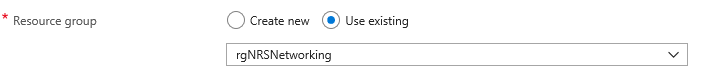 * Resource group Create new Use existing
rgNRSNetworking